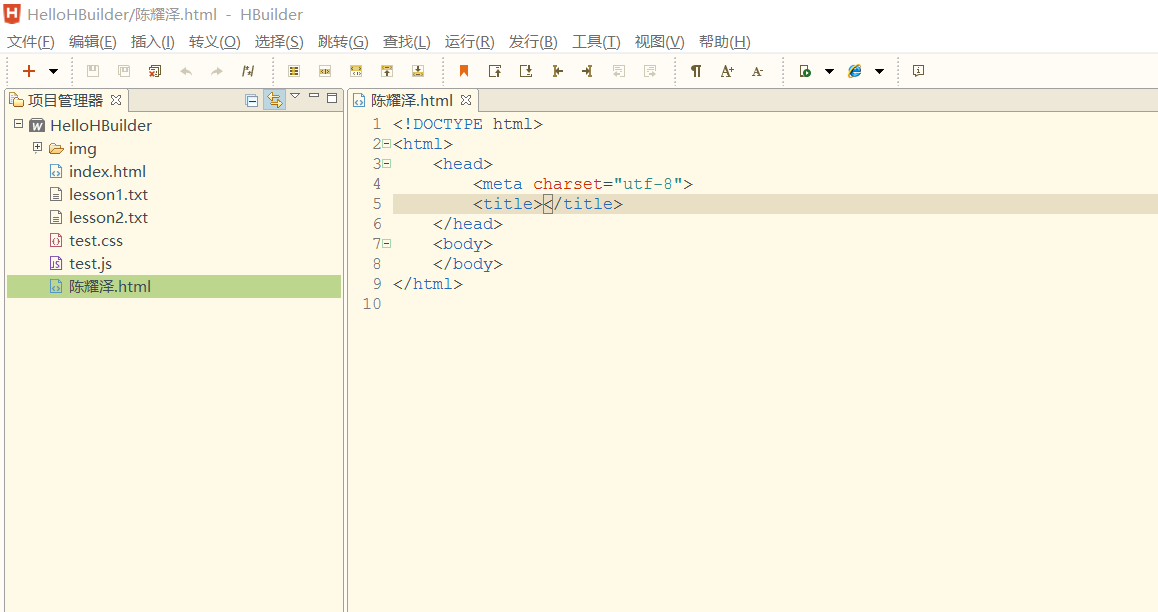 HelloHBuilder/陈耀泽.html - HBuilder
文件(F) 编辑(E) 插入(I) 转义(O) 选择(S) 跳转(G) 查找(L) 运行(R) 发行(B) 工具(T) 视图(V) 帮助(H)
项目管理器
HelloHBuilder
img
index.html
lesson1.txt
lesson2.txt
test.css
test.js
陈耀泽.html
陈耀泽.html
1 <!DOCTYPE html>
2 <html>
3 <head>
4 <meta charset="utf-8">
5 <title></title>
6 </head>
7 <body>
8 </body>
9 </html>
10